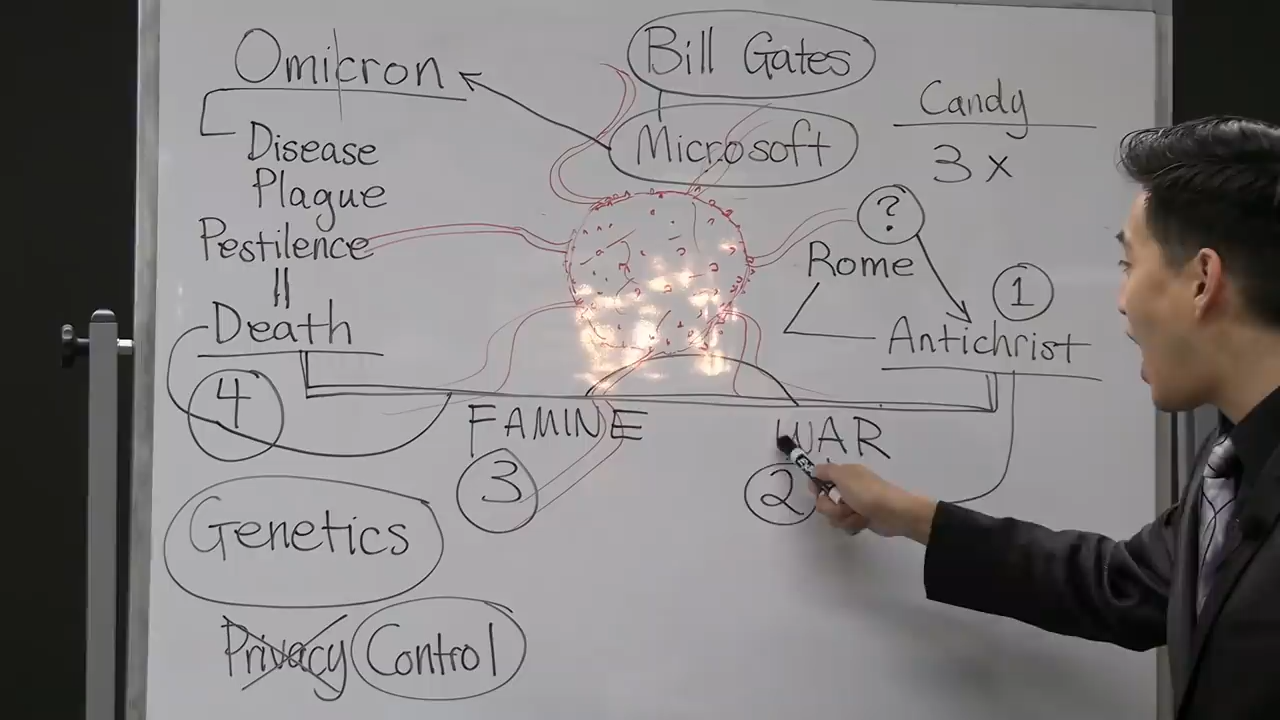 Omicron
Disease
Plague
Pestilence
Death
4
Bill Gates
Microsoft
Candy
3 x
?
Rome
1
Antichrist
FAMINE
3
WAR
2
Genetics
Privacy Control